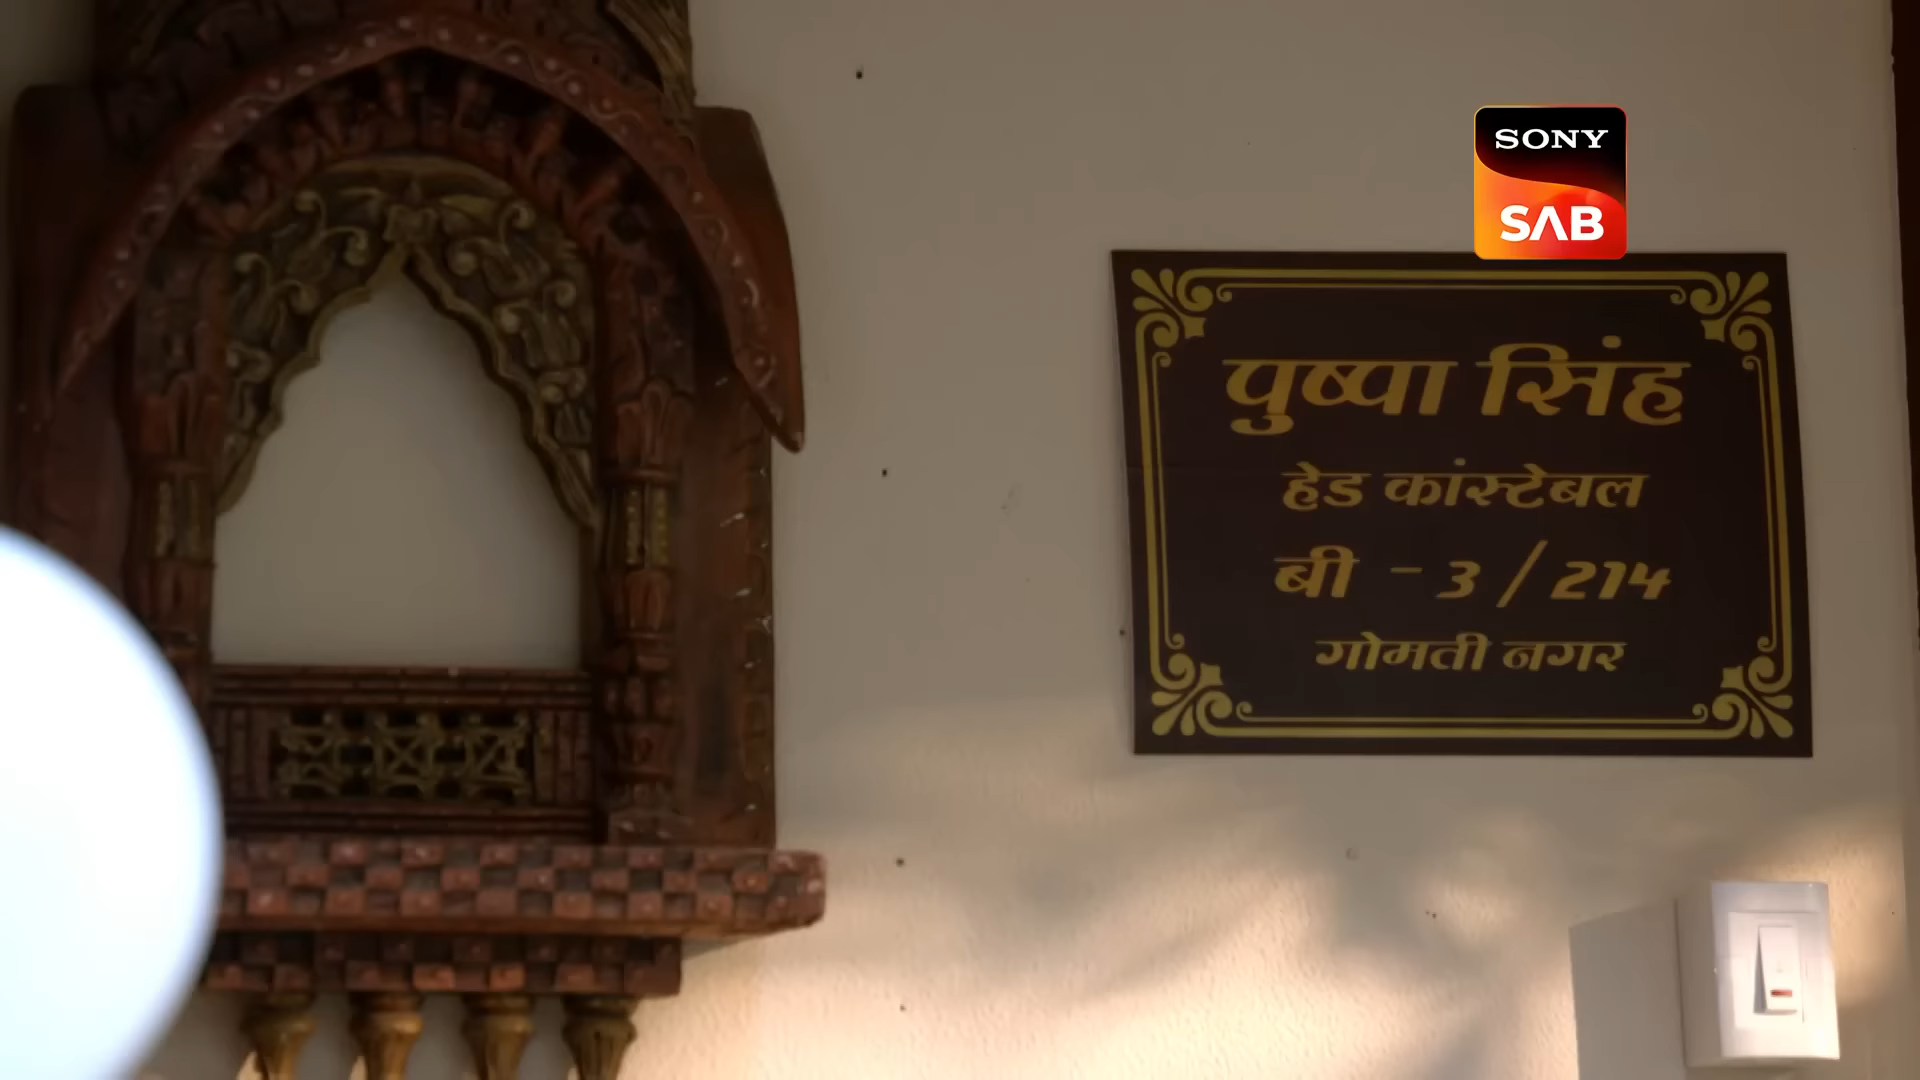 SONY
SAB
पुष्पा सिंह
हेड कांस्टेबल
बी - 3 / 214
गोमती नगर